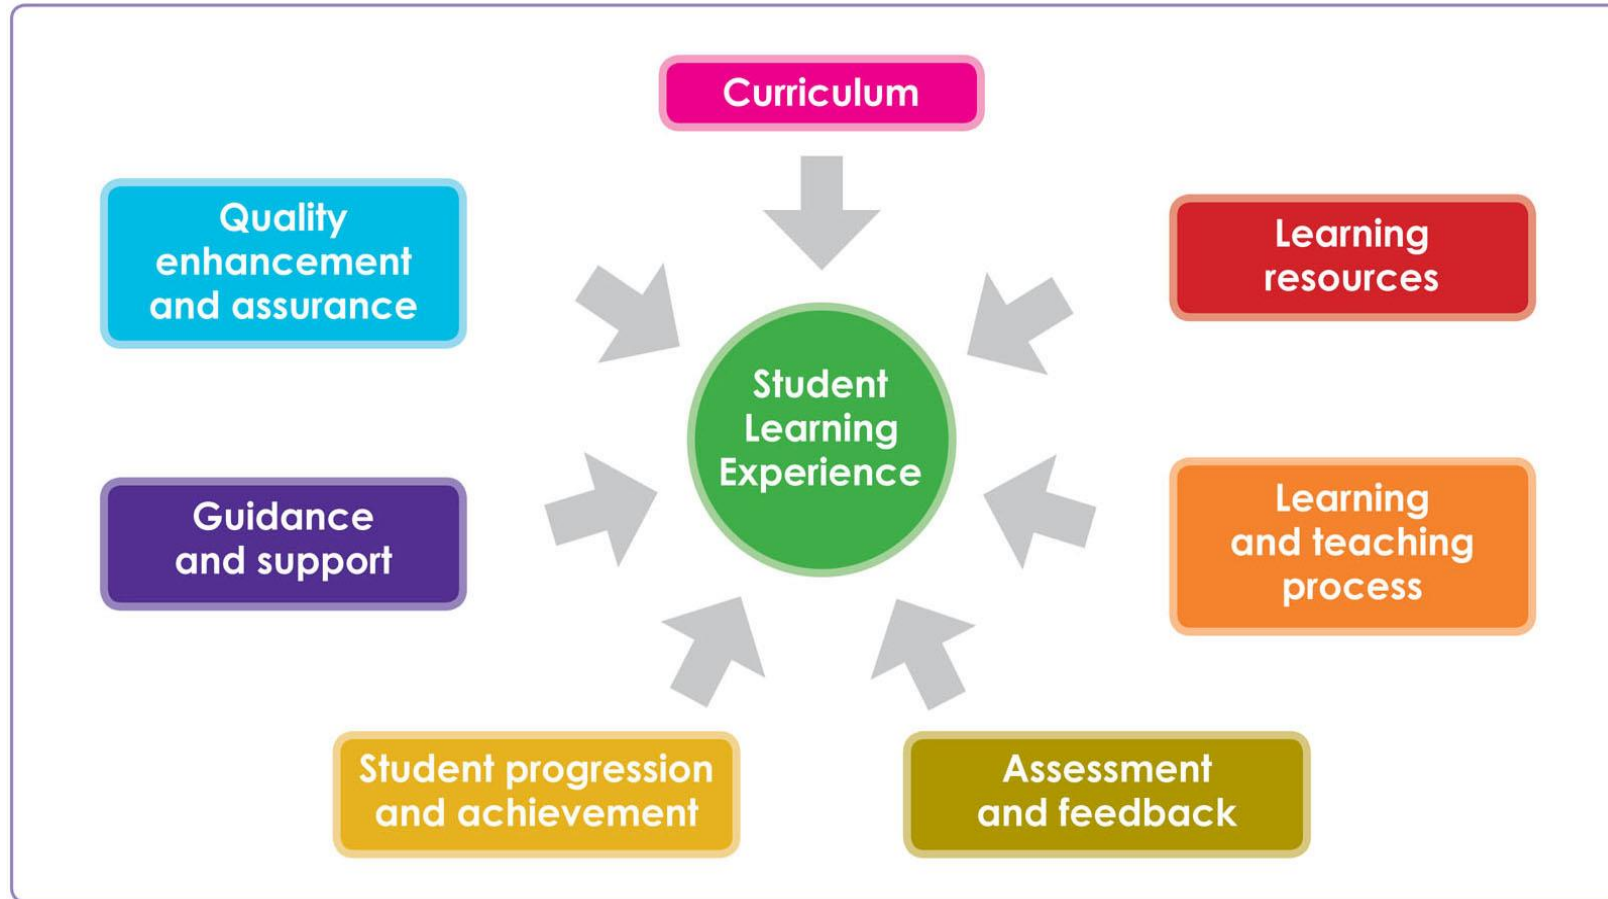 Curriculum
Quality
enhancement
and assurance
Learning
resources
Student
Learning
Experience
Guidance
and support
Learning
and teaching
process
Student progression
and achievement
Assessment
and feedback